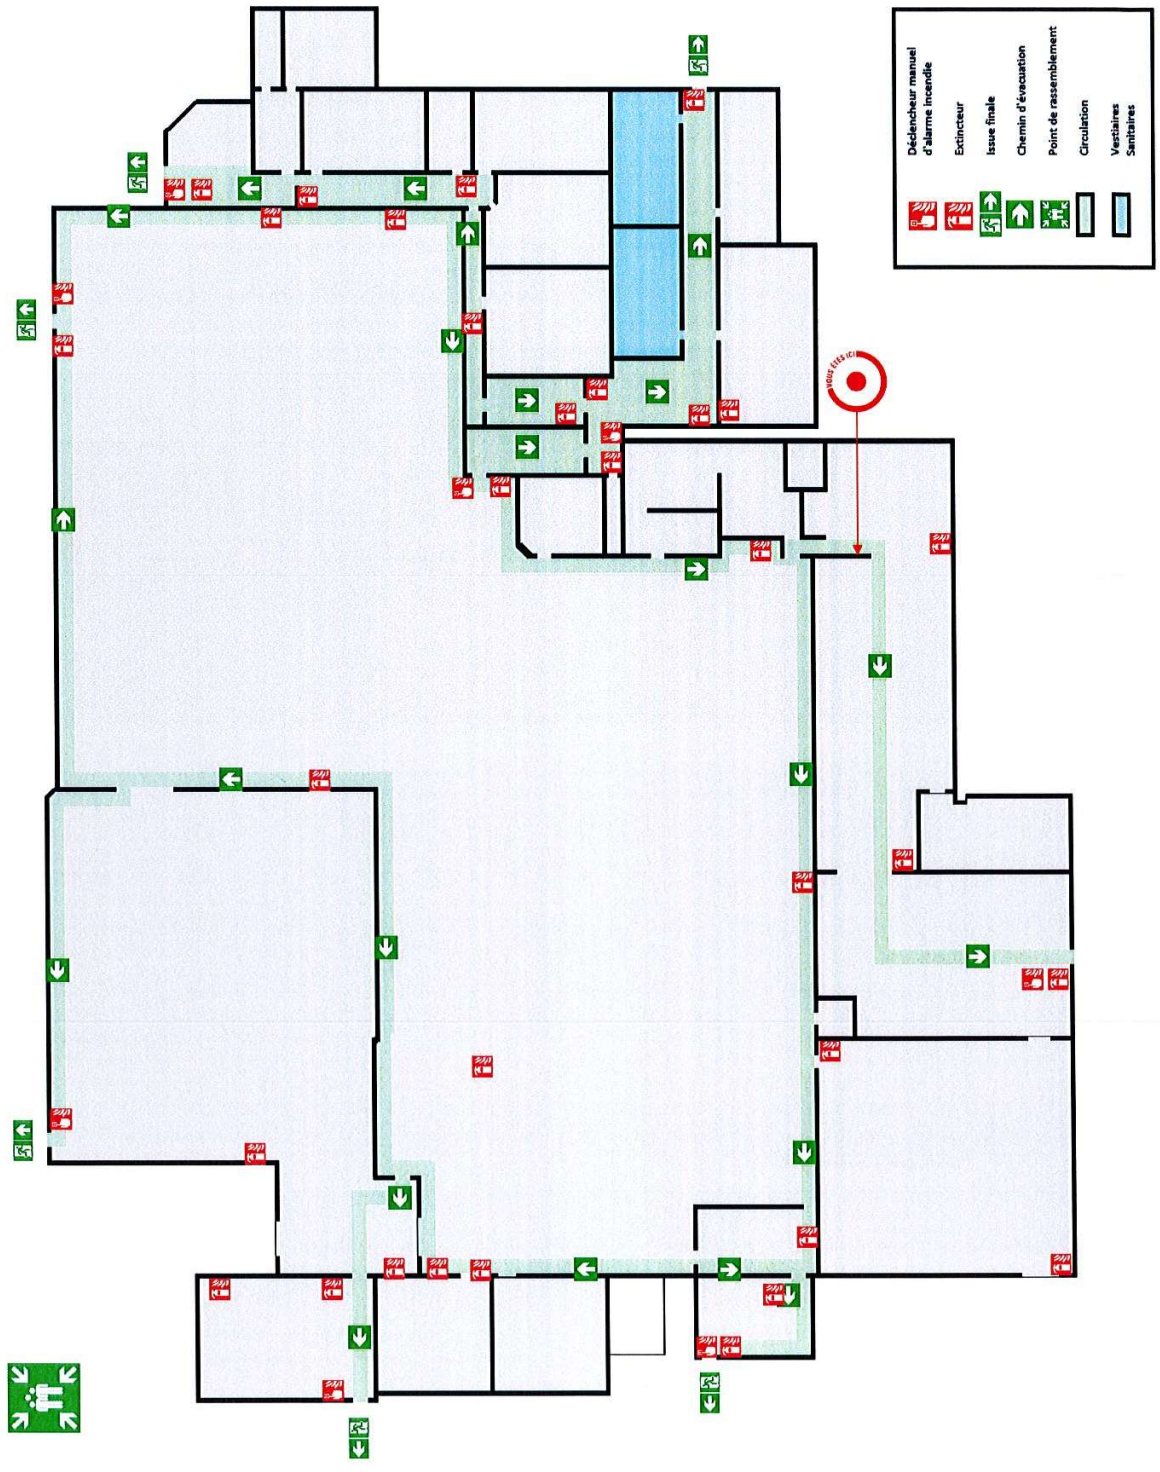 Déclencheur manuel
d'alarme incendie
Extincteur
Issue finale
Chemin d'évacuation
Point de rassemblement
Circulation
Vestiaires
Sanitaires
VOUS ÊTES ICI